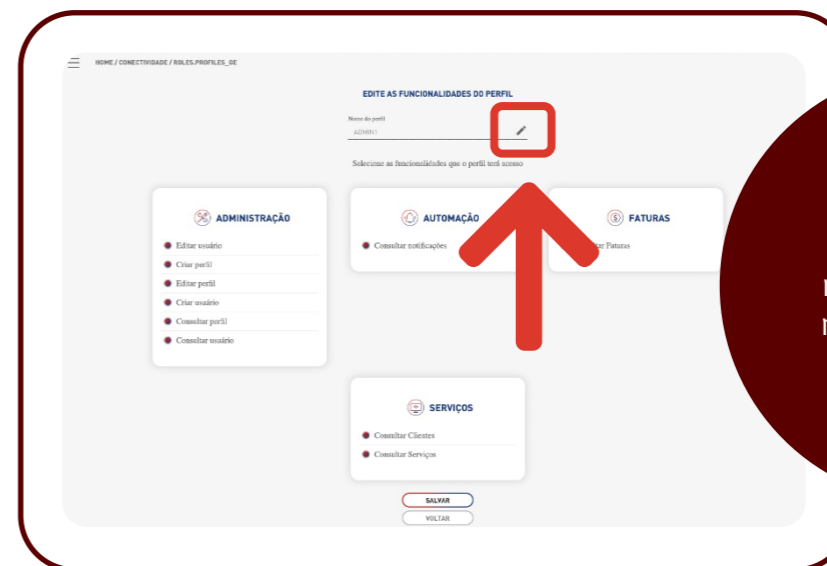 HOME / CONECTIVIDADE / ROLES.PROFILES_DE
EDITE AS FUNCIONALIDADES DO PERFIL
Nome do perfil
Selecione as funcionalidades que o perfil terá acesso
ADMINISTRAÇÃO
Editar usuário
Criar perfil
Editar perfil
Criar usuário
Consultar perfil
Consultar usuário
AUTOMAÇÃO
Consultar notificações
FATURAS
Faturas
SERVIÇOS
Consultar Clientes
Consultar Serviços
SALVAR
VOLTAR